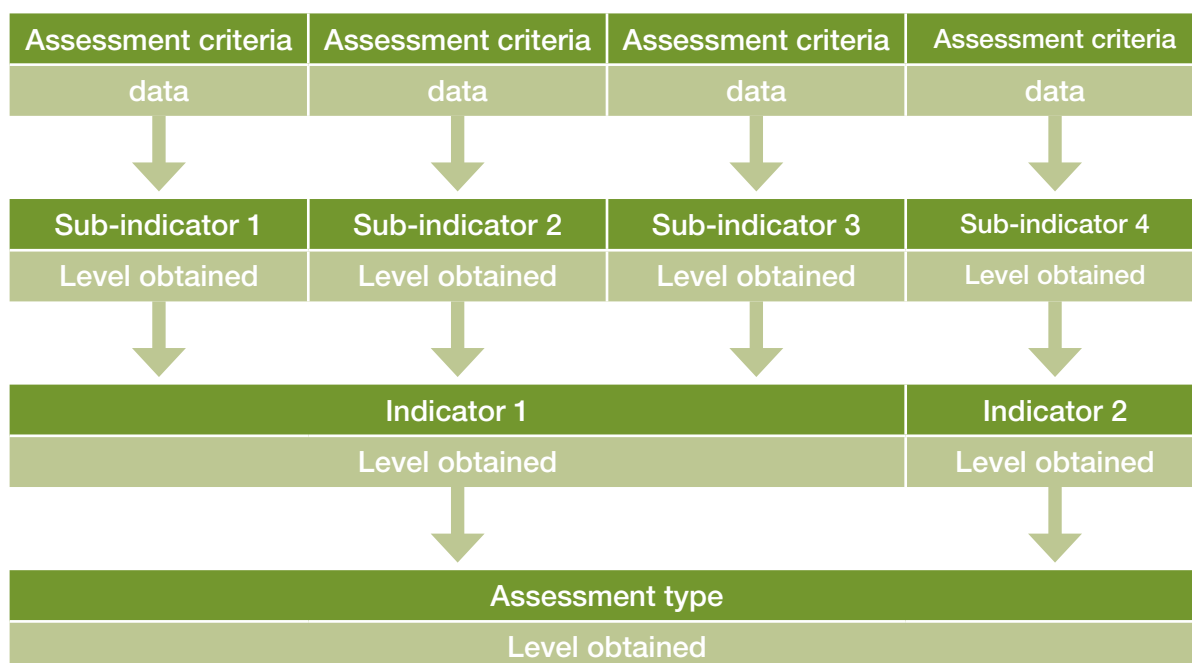 Assessment criteria Assessment criteria Assessment criteria Assessment criteria
data data data data
Sub-indicator 1 Sub-indicator 2 Sub-indicator 3 Sub-indicator 4
Level obtained Level obtained Level obtained Level obtained
Indicator 1 Indicator 2
Level obtained Level obtained
Assessment type
Level obtained